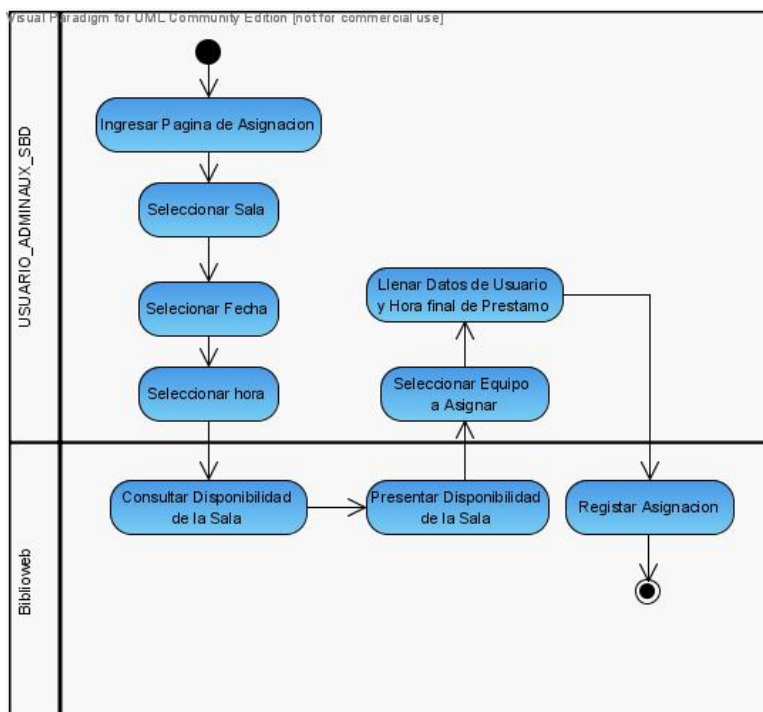 Visual Paradigm for UML Community Edition [not for commercial use]
USUARIO_ADMINAUX_SBD
Ingresar Pagina de Asignacion
Seleccionar Sala
Selecionar Fecha
Seleccionar hora
Llenar Datos de Usuario
y Hora final de Prestamo
Seleccionar Equipo
a Asignar
Biblioweb
Consultar Disponibilidad
de la Sala
Presentar Disponibilidad
de la Sala
Registar Asignacion